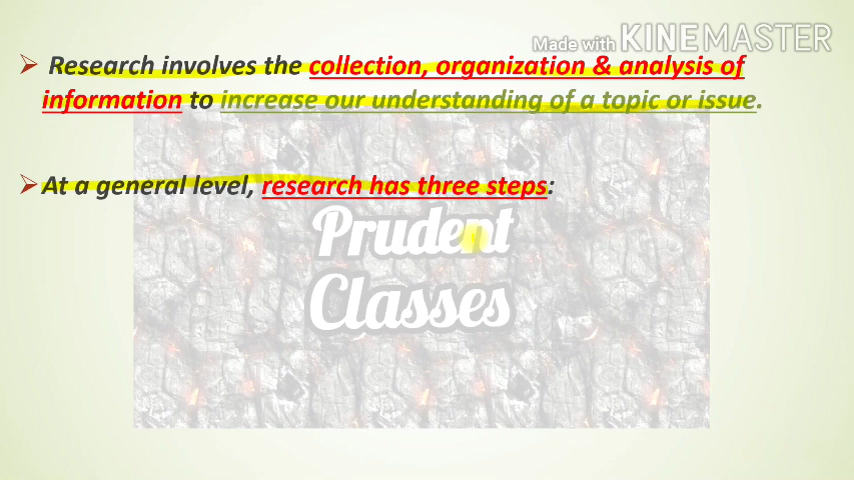 Made with KINEMASTER
➢ Research involves the collection, organization & analysis of
information to increase our understanding of a topic or issue.
➢At a general level, research has three steps:
Prudent
Classes